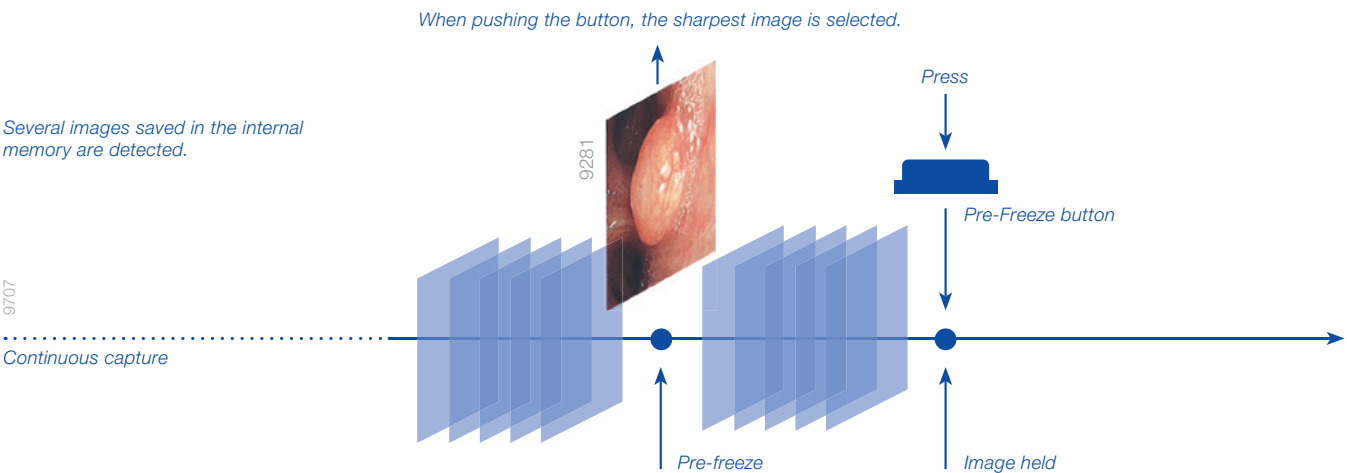 When pushing the button, the sharpest image is selected.
Press
Several images saved in the internal
memory are detected.
9281
Pre-Freeze button
9707
Continuous capture
Pre-freeze
Image held